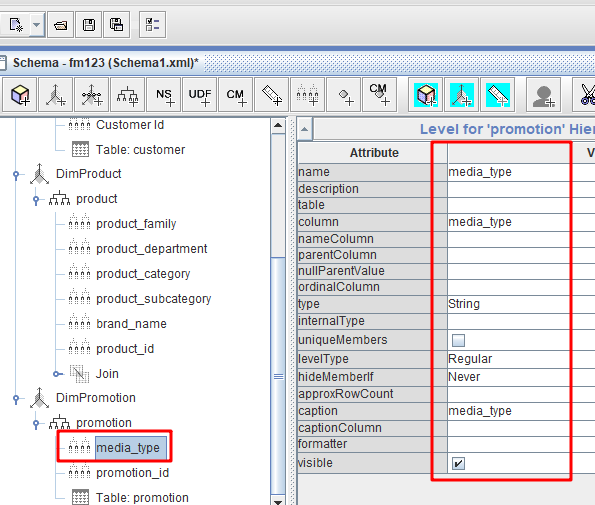 Schema - fm123 (Schema1.xml)*
NS
UDF
CM
CM
Customer Id
Table: customer
DimProduct
product
product_family
product_department
product_category
product_subcategory
brand_name
product_id
Join
DimPromotion
promotion
media_type
promotion_id
Table: promotion
Level for 'promotion' Hier
Attribute
V
name media_type
description
table
column media_type
nameColumn
parentColumn
nullParentValue
ordinalColumn
type String
internalType
uniqueMembers
levelType Regular
hideMemberIf Never
approxRowCount
caption media_type
captionColumn
formatter
visible